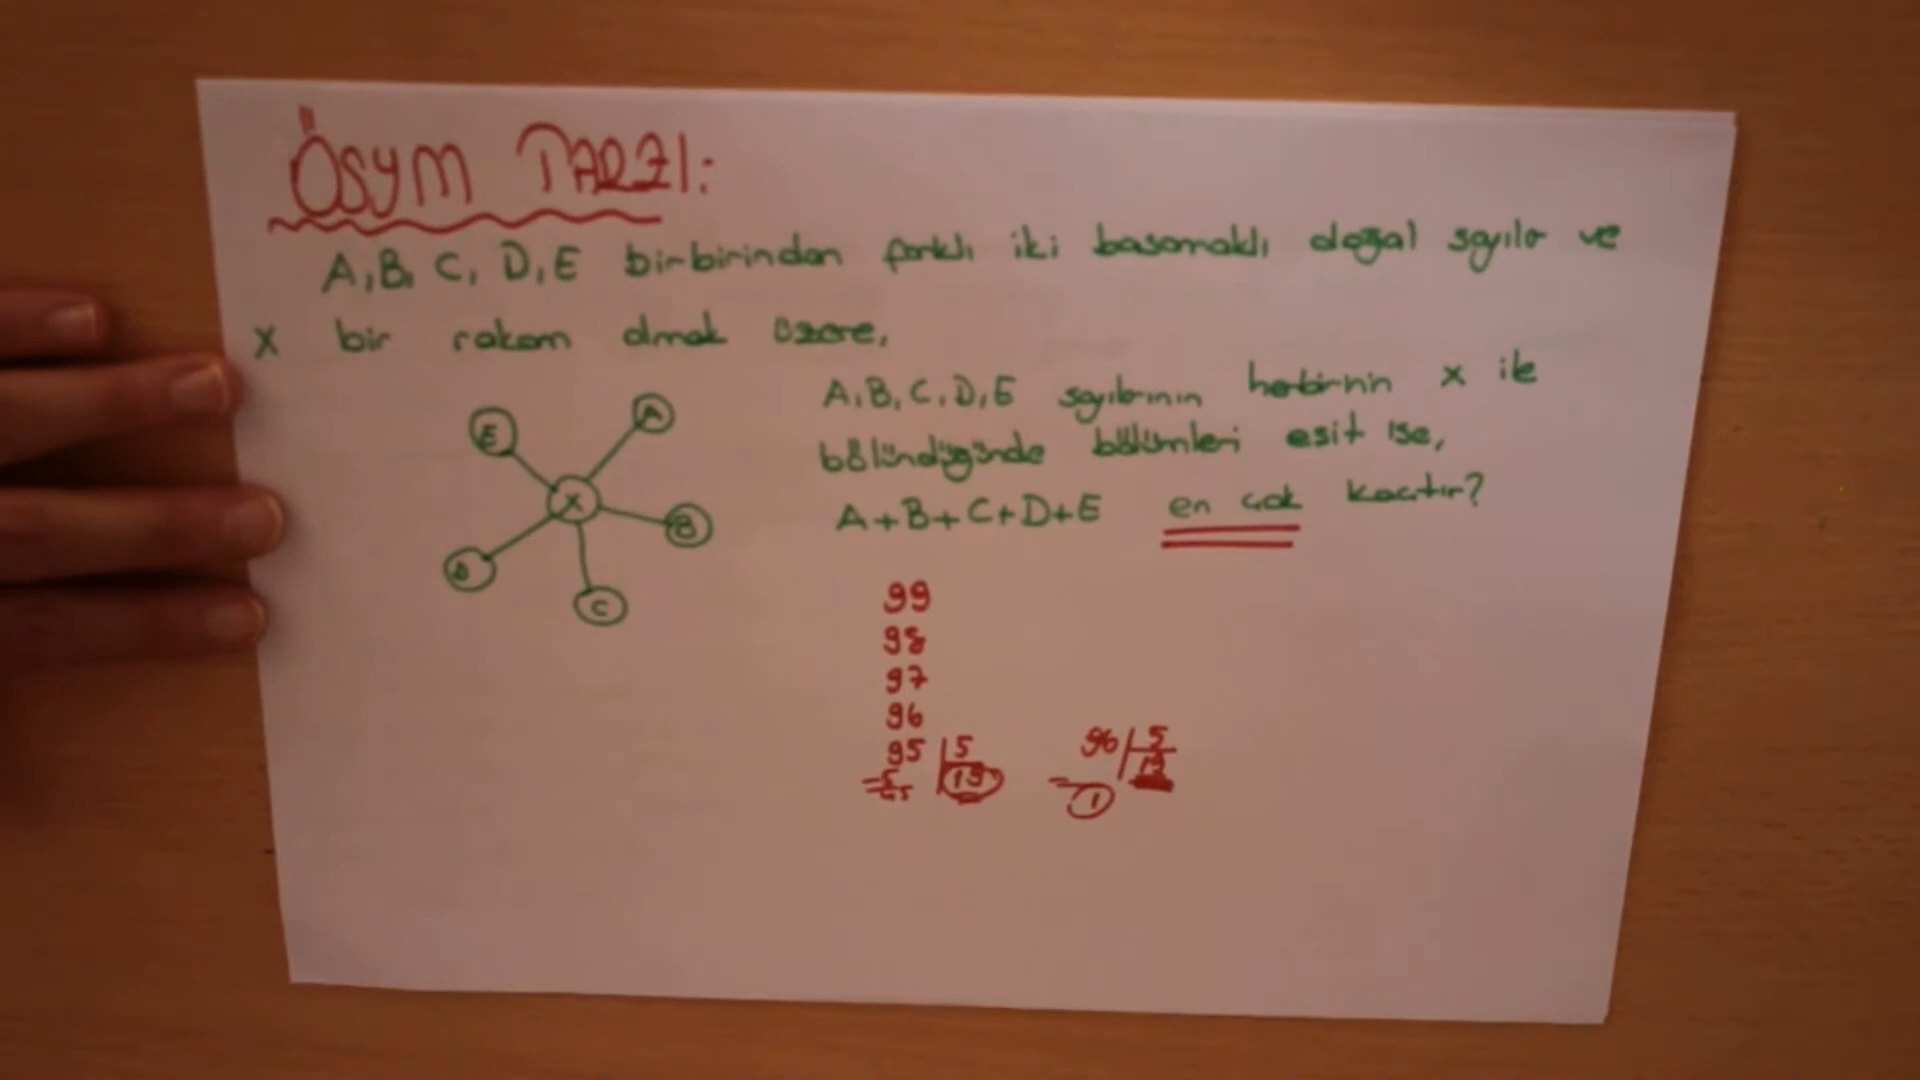 ÖSYM TARZI:
A, B, C, D, E birbirinden farklı iki basamaklı doğal sayılar ve
X bir rakam olmak üzere,
A, B, C, D, E sayılarının herbirinin x ile
bölündüğünde bölümleri eşit ise,
A+B+C+D+E en çok kaçtır?
E
A
X
B
D
C
99
98
97
96
95 5
19
96 5
19
1